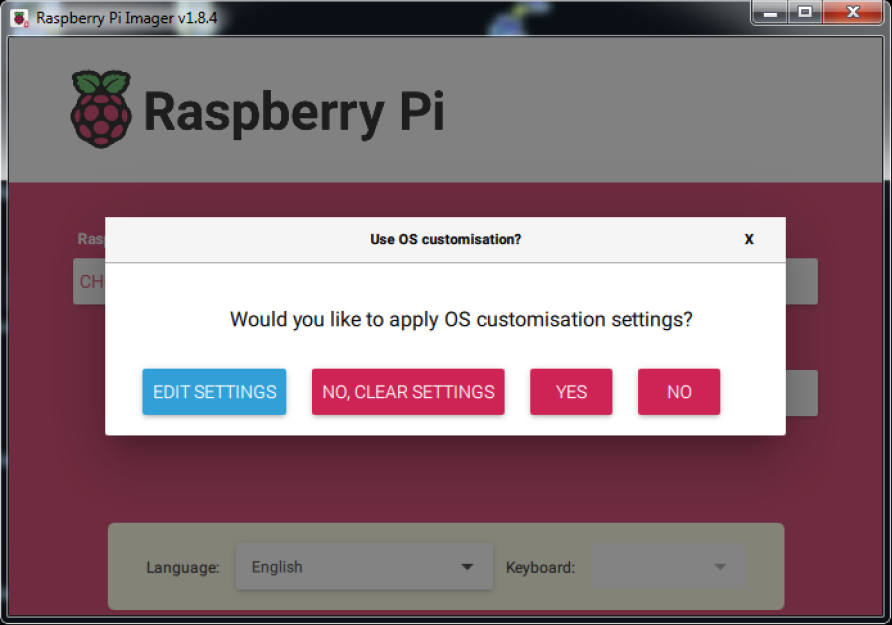 Raspberry Pi Imager v1.8.4
Raspberry Pi
Rasp
Use OS customisation? X
CH
Would you like to apply OS customisation settings?
EDIT SETTINGS NO, CLEAR SETTINGS YES NO
Language: English Keyboard: